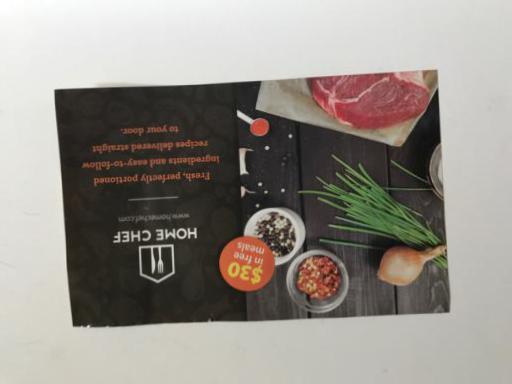 HOME CHEF
www.homechef.com
Fresh, perfectly portioned
ingredients and easy-to-follow
recipes delivered straight
to your door.
$30
in free
meals